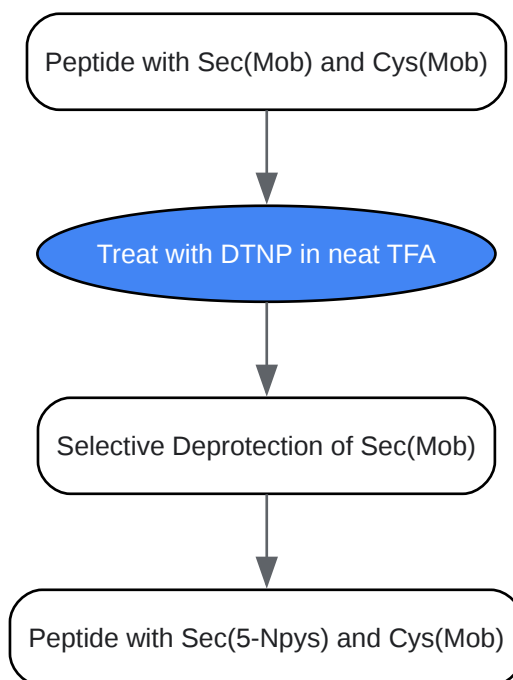 Peptide with Sec(Mob) and Cys(Mob)
Treat with DTNP in neat TFA
Selective Deprotection of Sec(Mob)
Peptide with Sec(5-Npys) and Cys(Mob)